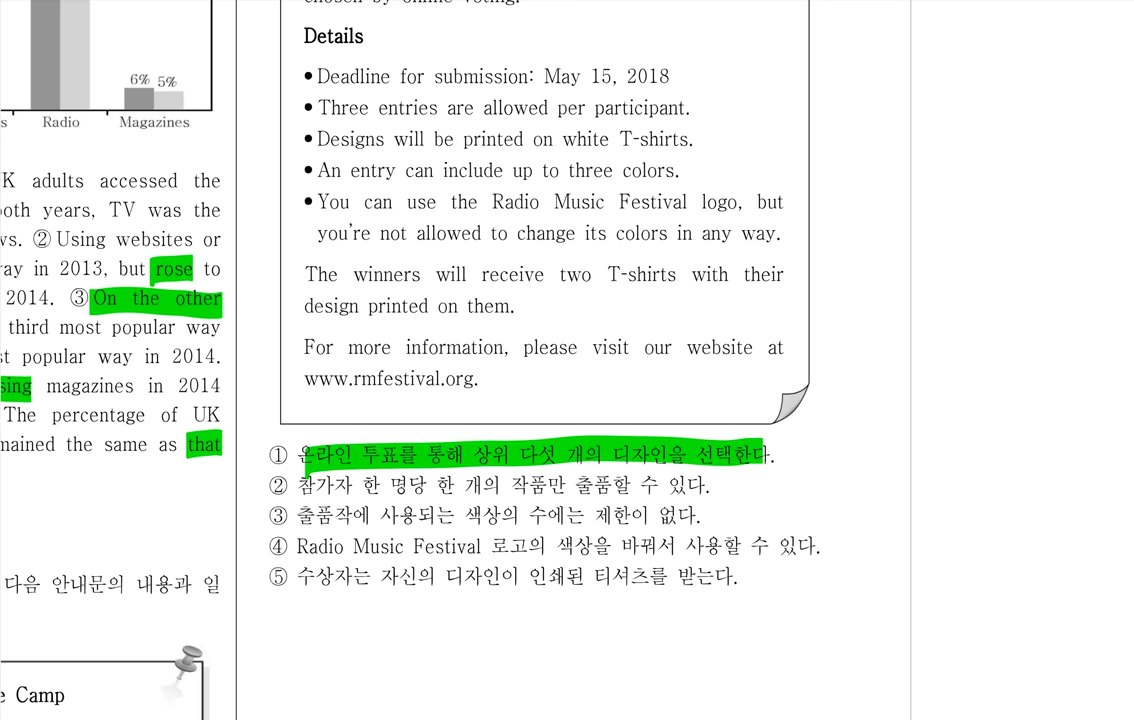 6% 5%
Radio Magazines
K adults accessed the
both years, TV was the
② Using websites or
in 2013, but rose to
2014. ③ On the other
third most popular way
popular way in 2014.
magazines in 2014
The percentage of UK
the same as that
다음 안내문의 내용과 일
Camp
chosen by online voting.
Details
• Deadline for submission: May 15, 2018
• Three entries are allowed per participant.
• Designs will be printed on white T-shirts.
• An entry can include up to three colors.
• You can use the Radio Music Festival logo, but
you're not allowed to change its colors in any way.
The winners will receive two T-shirts with their
design printed on them.
For more information, please visit our website at
www.rmfestival.org.
① 온라인 투표를 통해 상위 다섯 개의 디자인을 선택한다.
② 참가자 한 명당 한 개의 작품만 출품할 수 있다.
③ 출품작에 사용되는 색상의 수에는 제한이 없다.
④ Radio Music Festival 로고의 색상을 바꿔서 사용할 수 있다.
⑤ 수상자는 자신의 디자인이 인쇄된 티셔츠를 받는다.